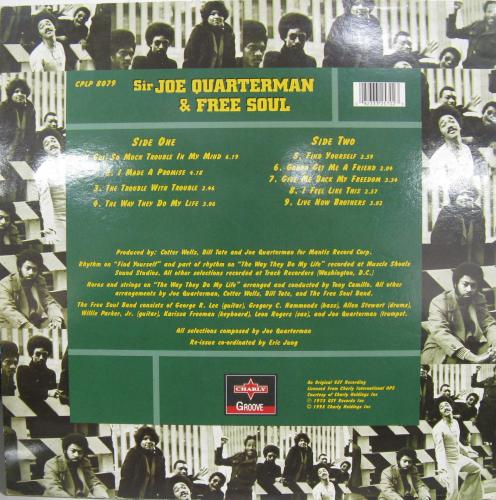 CPLP 8079
Sir JOE QUARTERMAN
& FREE SOUL
SIDE ONE
1. Got So Much Trouble In My Mind 6.19
2. I Made A Promise 4.18
3. The Trouble With Trouble 2.46
4. The Way They Do My Life 3.06
SIDE TWO
5. Find Yourself 2.59
6. Gonna Get Me A Friend 3.04
7. Give Me Back My Freedom 3.34
8. I Feel Like This 2.57
9. Live Now Brothers 3.02
Produced by: Cotter Wells, Bill Tate and Joe Quarterman for Mantis Record Corp.
Rhythm on "Find Yourself" and part of rhythm on "The Way They Do My Life" recorded at Muscle Shoals
Sound Studios. All other selections recorded at Track Recorders (Washington, D.C.)
Horns and strings on "The Way They Do My Life" arranged and conducted by Tony Camillo. All other
arrangements by Joe Quarterman, Cotter Wells, Bill Tate, and The Free Soul Band.
The Free Soul Band consists of George R. Lee (guitar), Gregory C. Hammonds (bass), Allen Stewart (drums),
Willie Parker, Jr. (guitar), Karissa Freeman (keyboard), Leon Rogers (sax), and Joe Quarterman (trumpet).
All selections composed by Joe Quarterman
Re-issue co-ordinated by Eric Jung
CHARLY
GROOVE
An Original GSF Recording
Licensed From Charly International APS
Courtesy of Charly Holdings Inc
℗ 1973 GSF Records Inc
© 1995 Charly Holdings Inc